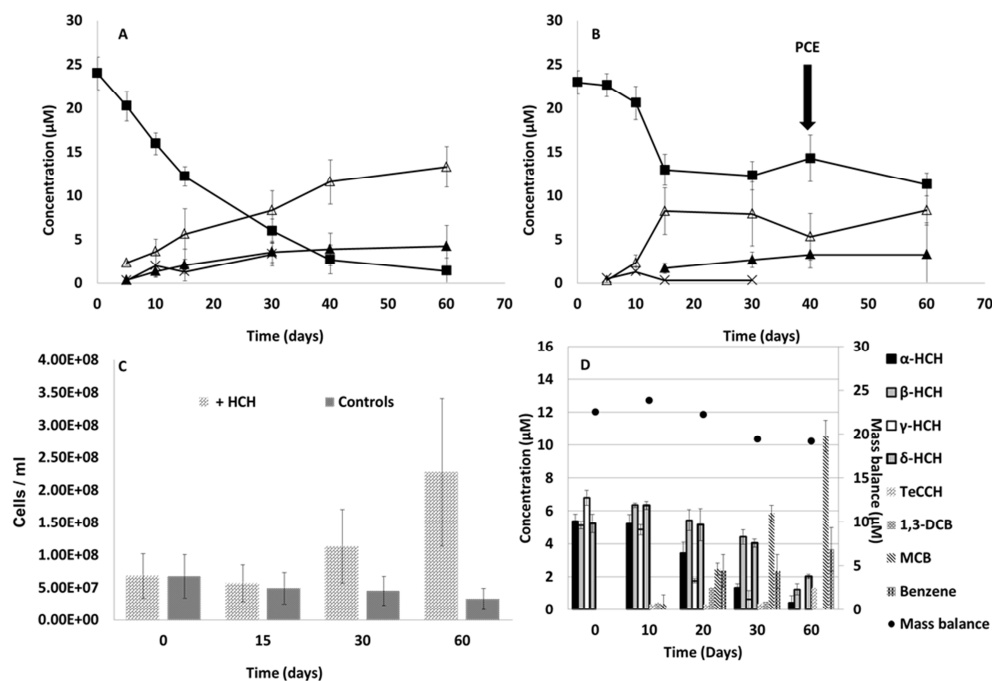 A
30
25
20
15
10
5
0
Concentration (µM)
0 10 20 30 40 50 60 70
Time (days)
B
PCE
30
25
20
15
10
5
0
Concentration (µM)
0 10 20 30 40 50 60 70
Time (days)
C
+ HCH
Controls
4.00E+08
3.50E+08
3.00E+08
2.50E+08
2.00E+08
1.50E+08
1.00E+08
5.00E+07
0.00E+00
Cells / ml
0 15 30 60
Time (days)
D
16
14
12
10
8
6
4
2
0
Concentration (µM)
30
25
20
15
10
5
0
Mass balance (µM)
0 10 20 30 60
Time (Days)
α-HCH
β-HCH
γ-HCH
δ-HCH
TeCCH
1,3-DCB
MCB
Benzene
Mass balance